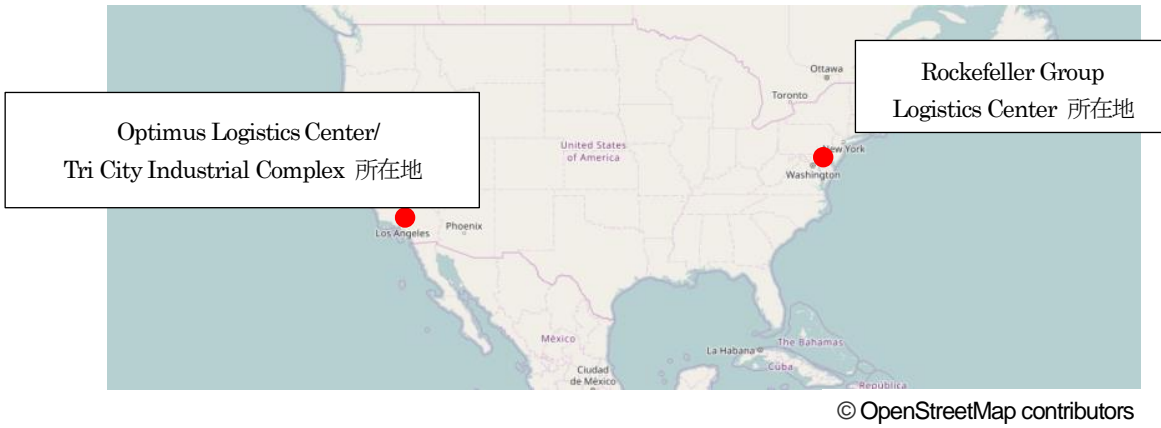 Ottawa
Toronto
Rockefeller Group
Logistics Center 所在地
Optimus Logistics Center/
Tri City Industrial Complex 所在地
United States
of America
New York
Washington
Los Angeles
Phoenix
México
Ciudad
de México
La Habana
The Bahamas
Cuba
República
© OpenStreetMap contributors